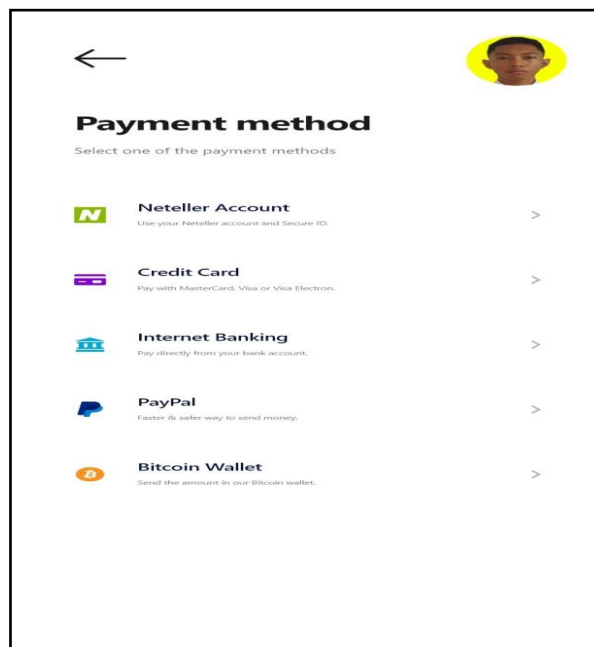 Payment method
Select one of the payment methods
Neteller Account
Use your Neteller account and Secure ID.
Credit Card
Pay with MasterCard, Visa or Visa Electron.
Internet Banking
Pay directly from your bank account.
PayPal
Faster & safer way to send money.
Bitcoin Wallet
Send the amount in our Bitcoin wallet.